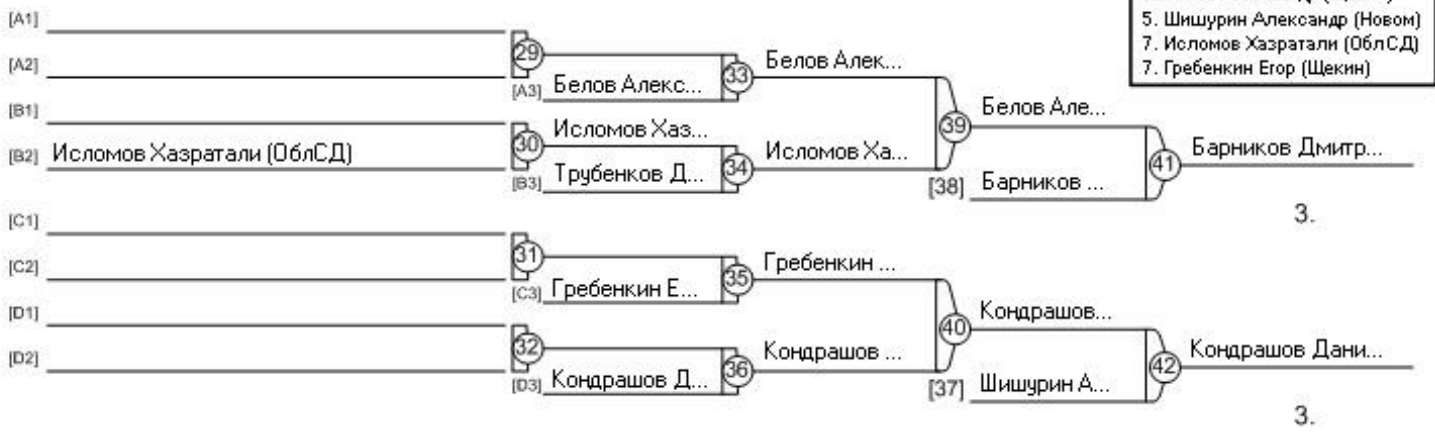 5. Шишурин Александр (Новом)
7. Исломов Хазратали (ОблСД)
7. Гребенкин Егор (Щекин)
[A1]
[A2]
29
[A3] Белов Алекс...
33
Белов Алек...
[B1]
[B2] Исломов Хазратали (ОблСД)
30
Исломов Хаз...
[B3] Трубенков Д...
34
Исломов Ха...
39
Белов Але...
[38] Барников ...
41
Барников Дмитр...
3.
[C1]
[C2]
31
[C3] Гребенкин Е...
35
Гребенкин ...
[D1]
[D2]
32
[D3] Кондрашов Д...
36
Кондрашов ...
40
Кондрашов...
[37] Шишурин А...
42
Кондрашов Дани...
3.